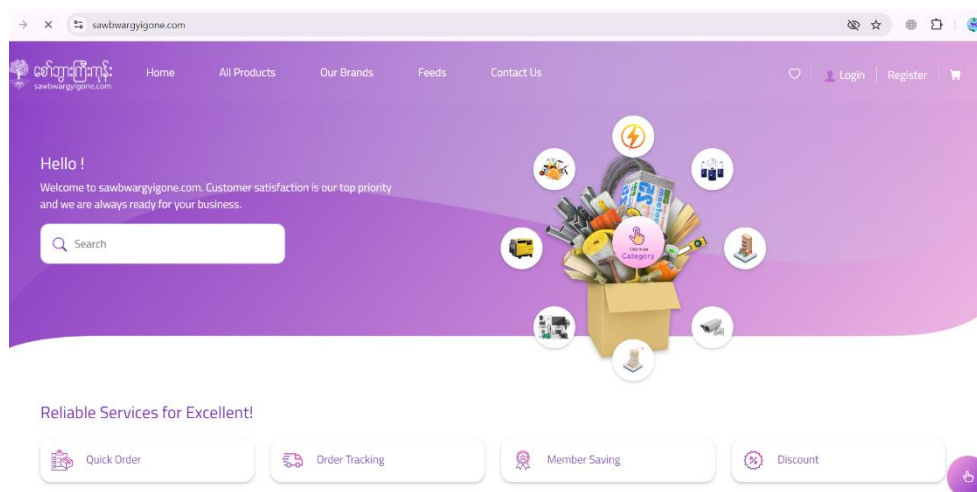 sawbwargyigone.com
စော်ဘွားကြီးကုန်း
sawbwargyigone.com
Home All Products Our Brands Feeds Contact Us Login Register
Hello !
Welcome to sawbwargyigone.com. Customer satisfaction is our top priority
and we are always ready for your business.
Search
Category
Reliable Services for Excellent!
Quick Order Order Tracking Member Saving Discount